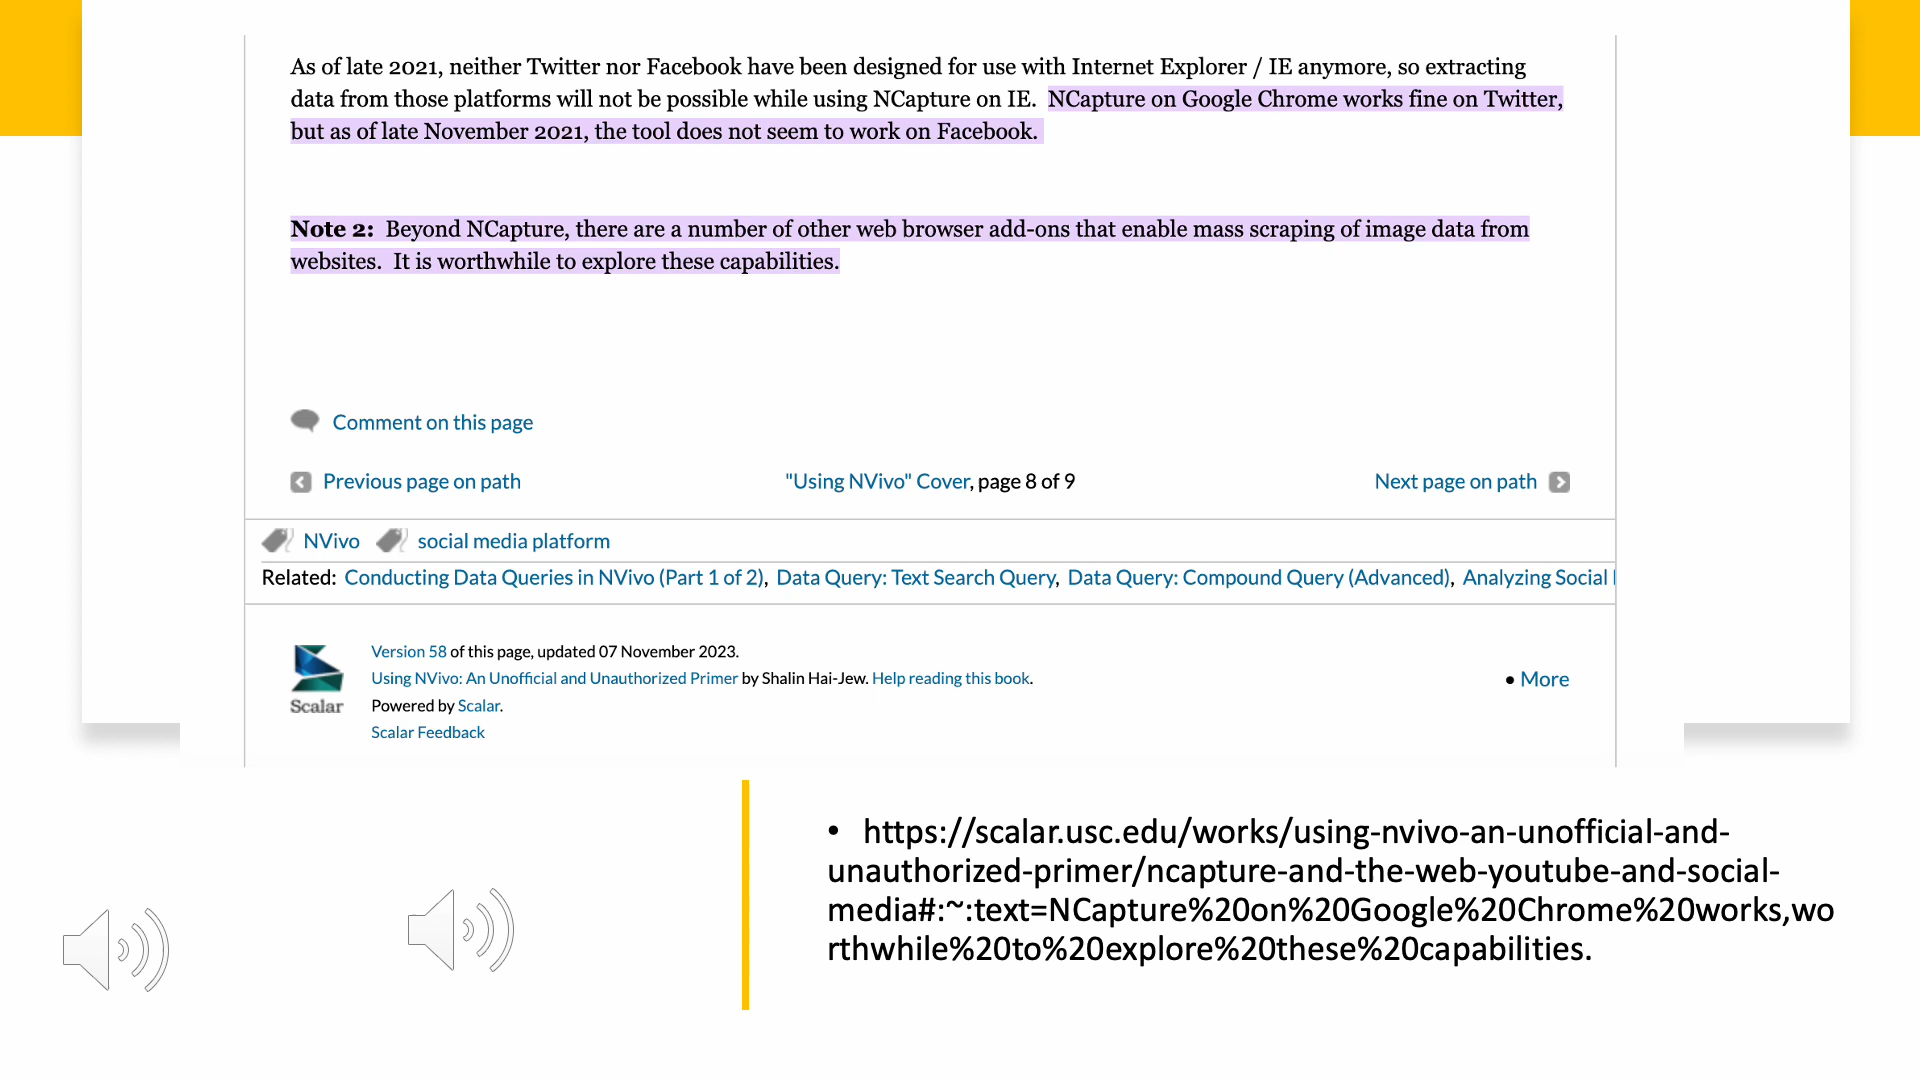 As of late 2021, neither Twitter nor Facebook have been designed for use with Internet Explorer / IE anymore, so extracting
data from those platforms will not be possible while using NCapture on IE.  NCapture on Google Chrome works fine on Twitter,
but as of late November 2021, the tool does not seem to work on Facebook.
Note 2:  Beyond NCapture, there are a number of other web browser add-ons that enable mass scraping of image data from
websites.  It is worthwhile to explore these capabilities.
Comment on this page
Previous page on path
"Using NVivo" Cover, page 8 of 9
Next page on path
NVivo
social media platform
Related: Conducting Data Queries in NVivo (Part 1 of 2), Data Query: Text Search Query, Data Query: Compound Query (Advanced), Analyzing Social
Version 58 of this page, updated 07 November 2023.
Using NVivo: An Unofficial and Unauthorized Primer by Shalin Hai-Jew. Help reading this book.
• More
Scalar
Powered by Scalar.
Scalar Feedback
• https://scalar.usc.edu/works/using-nvivo-an-unofficial-and-
unauthorized-primer/ncapture-and-the-web-youtube-and-social-
media#:~:text=NCapture%20on%20Google%20Chrome%20works,wo
rthwhile%20to%20explore%20these%20capabilities.